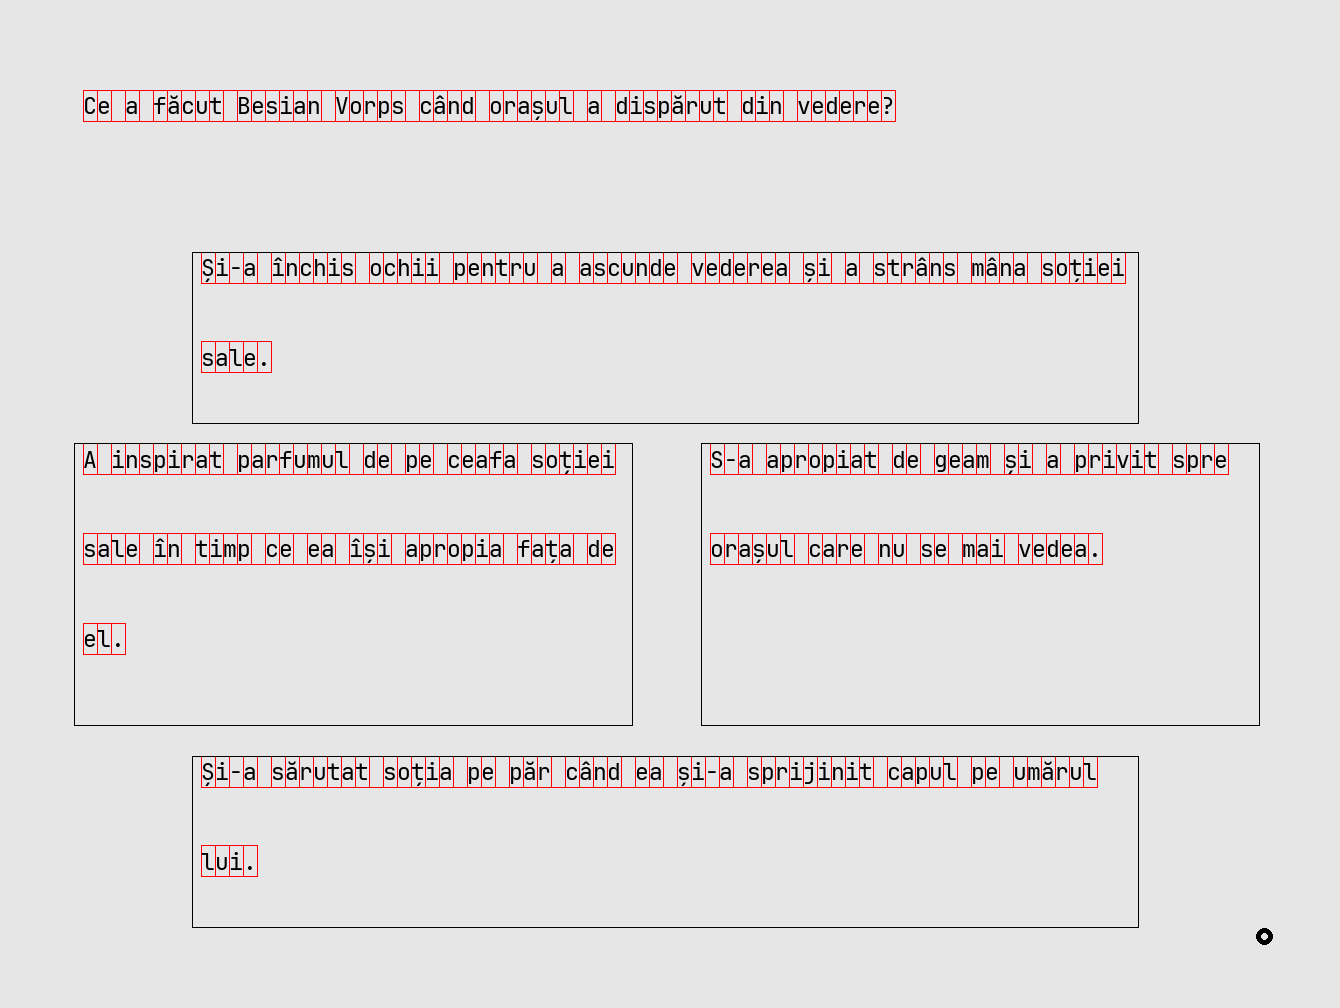 Ce a făcut Besian Vorps când orașul a dispărut din vedere?
Și-a închis ochii pentru a ascunde vederea și a strâns mâna soției
sale.
A inspirat parfumul de pe ceafa soției
sale în timp ce ea își apropia fața de
el.
S-a apropiat de geam și a privit spre
orașul care nu se mai vedea.
Și-a sărutat soția pe păr când ea și-a sprijinit capul pe umărul
lui.